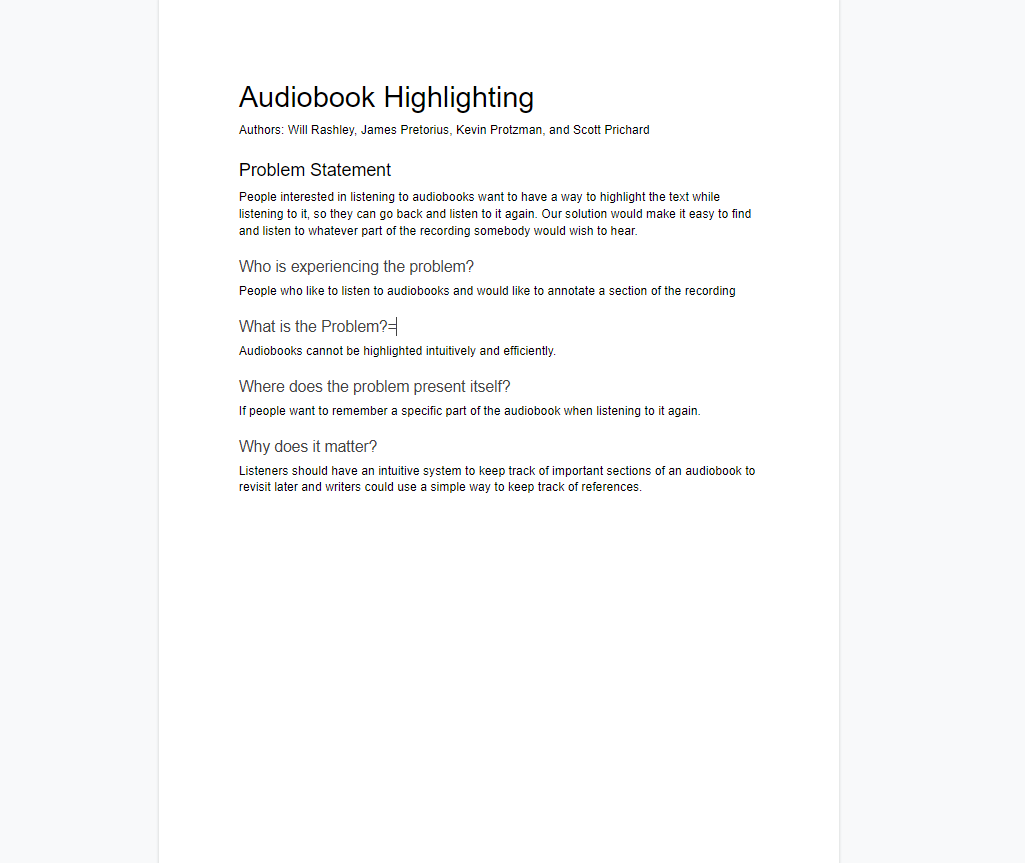 Audiobook Highlighting
Authors: Will Rashley, James Pretorius, Kevin Protzman, and Scott Prichard
Problem Statement
People interested in listening to audiobooks want to have a way to highlight the text while
listening to it, so they can go back and listen to it again. Our solution would make it easy to find
and listen to whatever part of the recording somebody would wish to hear.
Who is experiencing the problem?
People who like to listen to audiobooks and would like to annotate a section of the recording
What is the Problem?=
Audiobooks cannot be highlighted intuitively and efficiently.
Where does the problem present itself?
If people want to remember a specific part of the audiobook when listening to it again.
Why does it matter?
Listeners should have an intuitive system to keep track of important sections of an audiobook to
revisit later and writers could use a simple way to keep track of references.